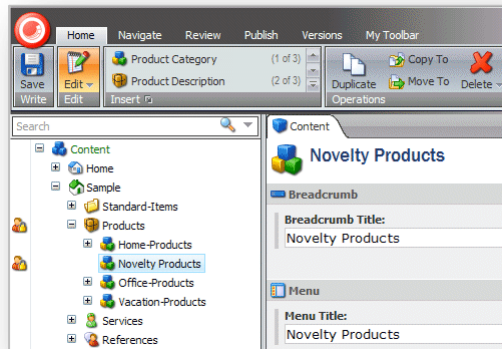 Home Navigate Review Publish Versions My Toolbar
Save
Write
Edit
Edit
Product Category (1 of 3)
Product Description (2 of 3)
Insert
Duplicate
Copy To
Move To
Delete
Operations
Search
Content
Home
Sample
Standard-Items
Products
Home-Products
Novelty Products
Office-Products
Vacation-Products
Services
References
Content
Novelty Products
Breadcrumb
Breadcrumb Title:
Novelty Products
Menu
Menu Title:
Novelty Products